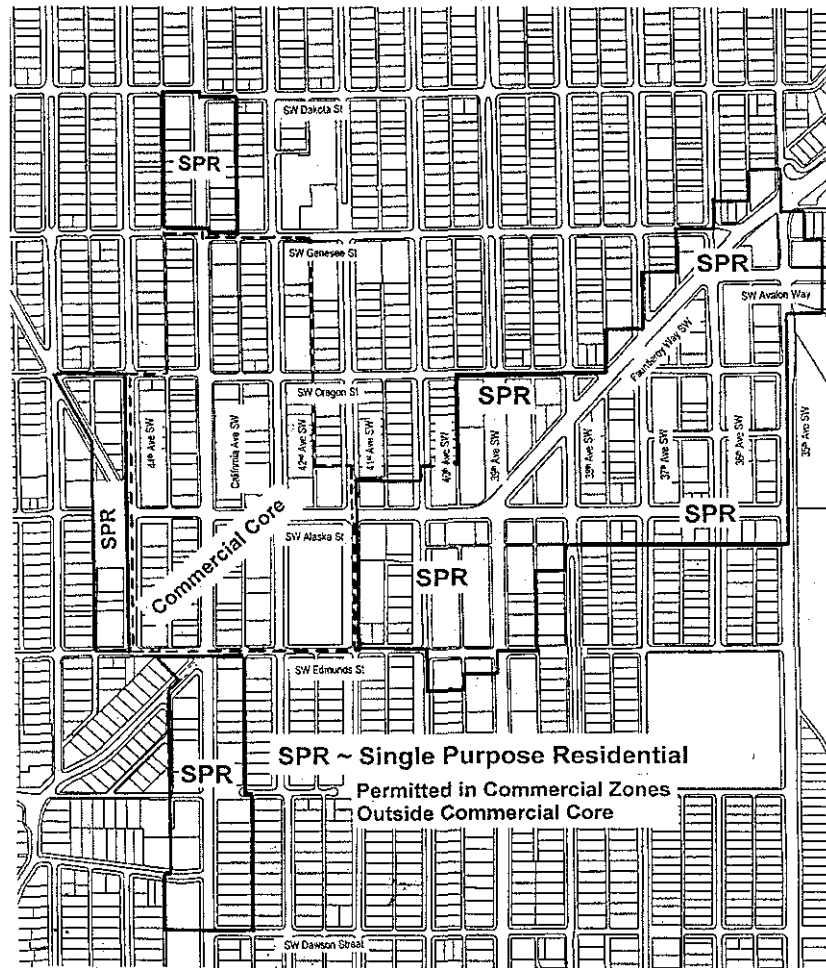 SW Dakota St
SPR
SW Genesee St
SPR
SW Avalon Way
Fauntleroy Way SW
SPR
SW Oregon St
44th Ave SW
California Ave SW
42nd Ave SW
41st Ave SW
40th Ave SW
39th Ave SW
38th Ave SW
37th Ave SW
36th Ave SW
35th Ave SW
SPR
SPR
Commercial Core
SW Alaska St
SPR
SW Edmunds St
SPR ~ Single Purpose Residential
SPR
Permitted in Commercial Zones
Outside Commercial Core
SW Dawson Street